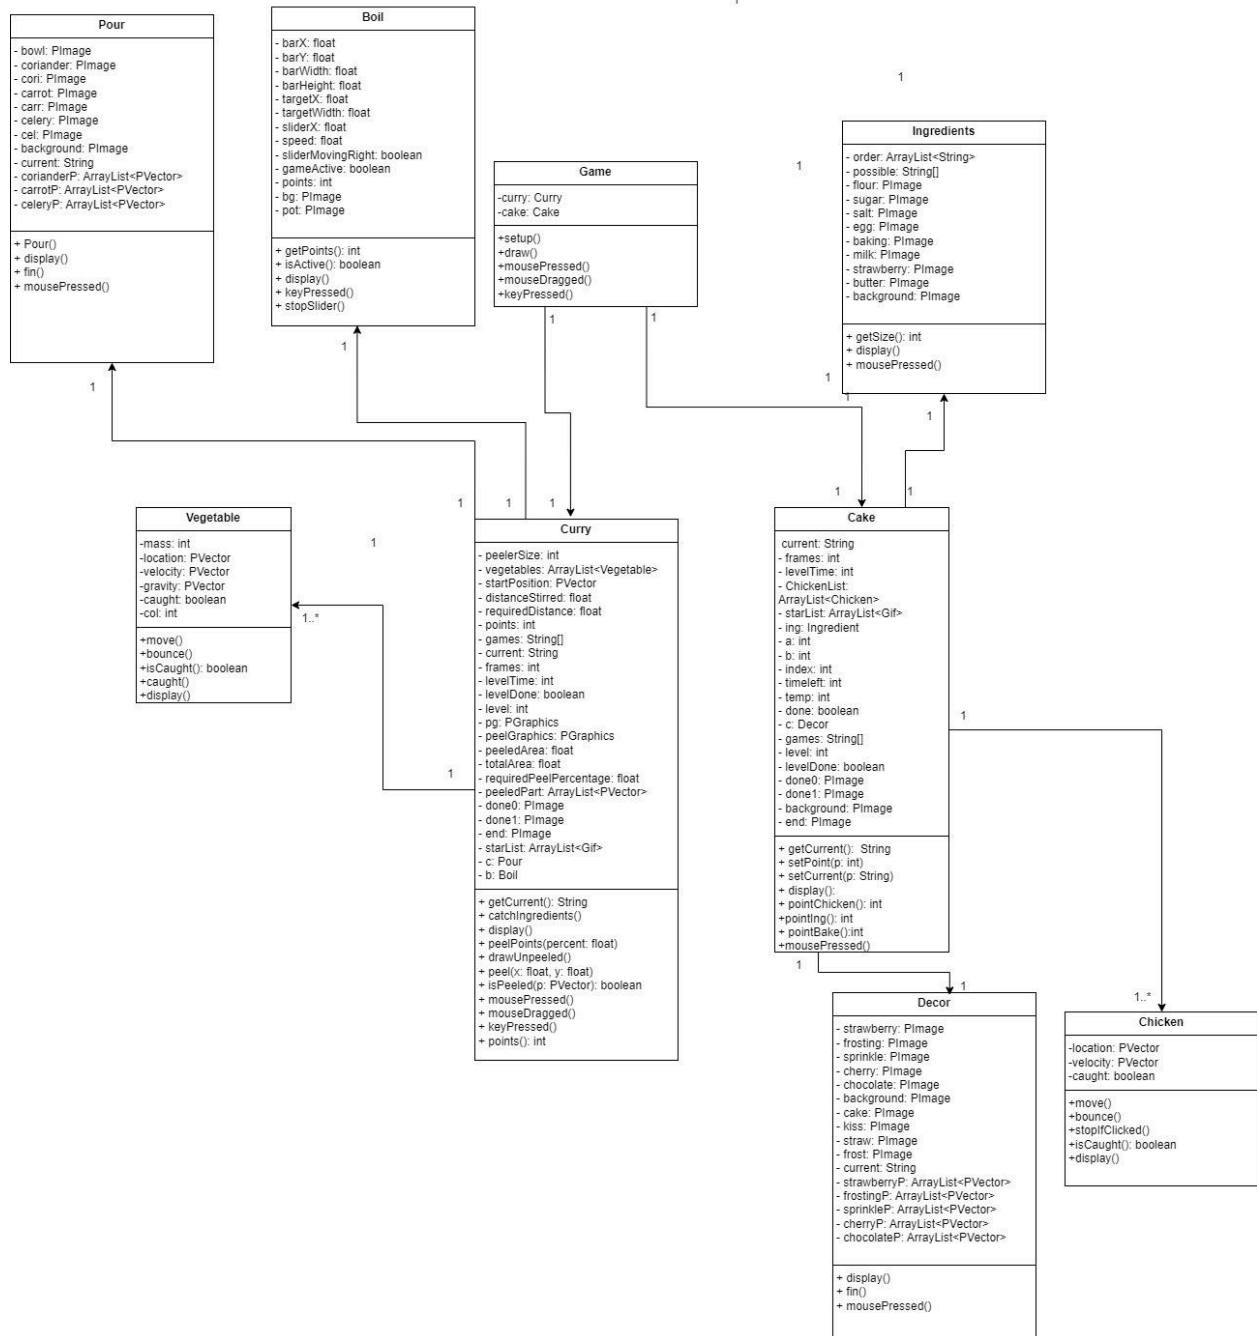 Pour
- bowl: PImage
- coriander: PImage
- cori: PImage
- carrot: PImage
- carr: PImage
- celery: PImage
- cel: PImage
- background: PImage
- current: String
- corianderP: ArrayList<PVector>
- carrotP: ArrayList<PVector>
- celeryP: ArrayList<PVector>
+ Pour()
+ display()
+ fin()
+ mousePressed()
1
Boil
- barX: float
- barY: float
- barWidth: float
- barHeight: float
- targetX: float
- targetWidth: float
- sliderX: float
- speed: float
- sliderMovingRight: boolean
- gameActive: boolean
- points: int
- bg: PImage
- pot: PImage
+ getPoints(): int
+ isActive(): boolean
+ display()
+ keyPressed()
+ stopSlider()
1
Game
-curry: Curry
-cake: Cake
+setup()
+draw()
+mousePressed()
+mouseDragged()
+keyPressed()
1
1
1
1
Ingredients
- order: ArrayList<String>
- possible: String[]
- flour: PImage
- sugar: PImage
- salt: PImage
- egg: PImage
- baking: PImage
- milk: PImage
- strawberry: PImage
- butter: PImage
- background: PImage
+ getSize(): int
+ display()
+ mousePressed()
1
1
1
Vegetable
-mass: int
-location: PVector
-velocity: PVector
-gravity: PVector
-caught: boolean
-col: int
+move()
+bounce()
+isCaught(): boolean
+caught()
+display()
1
1..*
1
1
1
1
Curry
- peelerSize: int
- vegetables: ArrayList<Vegetable>
- startPosition: PVector
- distanceStirred: float
- requiredDistance: float
- points: int
- games: String[]
- current: String
- frames: int
- levelTime: int
- levelDone: boolean
- level: int
- pg: PGraphics
- peelGraphics: PGraphics
- peeledArea: float
- totalArea: float
- requiredPeelPercentage: float
- peeledPart: ArrayList<PVector>
- done0: PImage
- done1: PImage
- end: PImage
- starList: ArrayList<Gif>
- c: Pour
- b: Boil
+ getCurrent(): String
+ catchIngredients()
+ display()
+ peelPoints(percent: float)
+ drawUnpeeled()
+ peel(x: float, y: float)
+ isPeeled(p: PVector): boolean
+ mousePressed()
+ mouseDragged()
+ keyPressed()
+ points(): int
1
1
Cake
current: String
- frames: int
- levelTime: int
- ChickenList:
ArrayList<Chicken>
- starList: ArrayList<Gif>
- ing: Ingredient
- a: int
- b: int
- index: int
- timeleft: int
- temp: int
- done: boolean
- c: Decor
- games: String[]
- level: int
- levelDone: boolean
- done0: PImage
- done1: PImage
- background: PImage
- end: PImage
+ getCurrent(): String
+ setPoint(p: int)
+ setCurrent(p: String)
+ display():
+ pointChicken(): int
+pointIng(): int
+ pointBake():int
+mousePressed()
1
1
1
Decor
- strawberry: PImage
- frosting: PImage
- sprinkle: PImage
- cherry: PImage
- chocolate: PImage
- background: PImage
- cake: PImage
- kiss: PImage
- straw: PImage
- frost: PImage
- current: String
- strawberryP: ArrayList<PVector>
- frostingP: ArrayList<PVector>
- sprinkleP: ArrayList<PVector>
- cherryP: ArrayList<PVector>
- chocolateP: ArrayList<PVector>
+ display()
+ fin()
+ mousePressed()
1..*
Chicken
-location: PVector
-velocity: PVector
-caught: boolean
+move()
+bounce()
+stopIfClicked()
+isCaught(): boolean
+display()